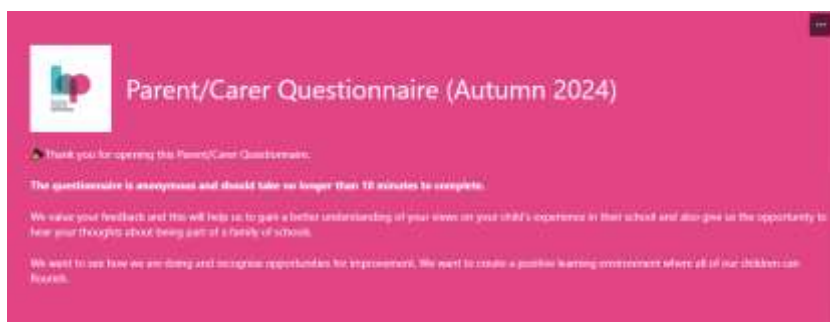 Parent/Carer Questionnaire (Autumn 2024)
Thank you for opening this Parent/Carer Questionnaire.
The questionnaire is anonymous and should take no longer than 10 minutes to complete.
We value your feedback and this will help us to gain a better understanding of your views on your child's experience in their school and also give us the opportunity to
hear your thoughts about being part of a family of schools.
We want to see how we are doing and recognise opportunities for improvement. We want to create a positive learning environment where all of our children can
flourish.